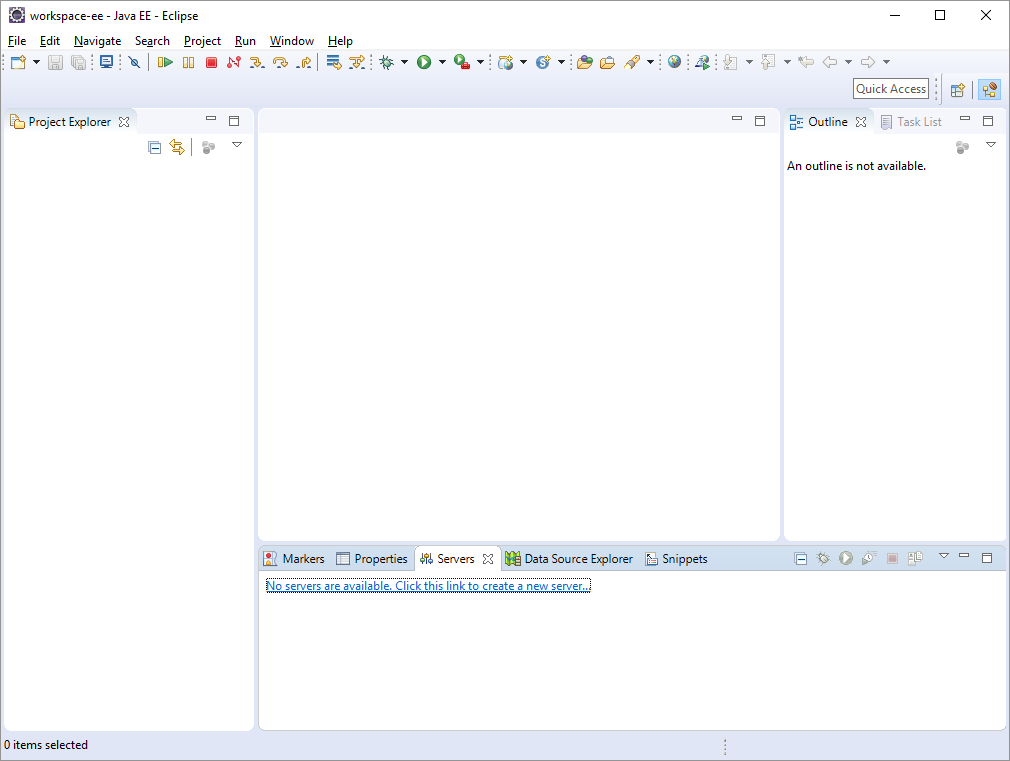 workspace-ee - Java EE - Eclipse
File Edit Navigate Search Project Run Window Help
Quick Access
Project Explorer
Outline Task List
An outline is not available.
Markers Properties Servers Data Source Explorer Snippets
No servers are available. Click this link to create a new server...
0 items selected